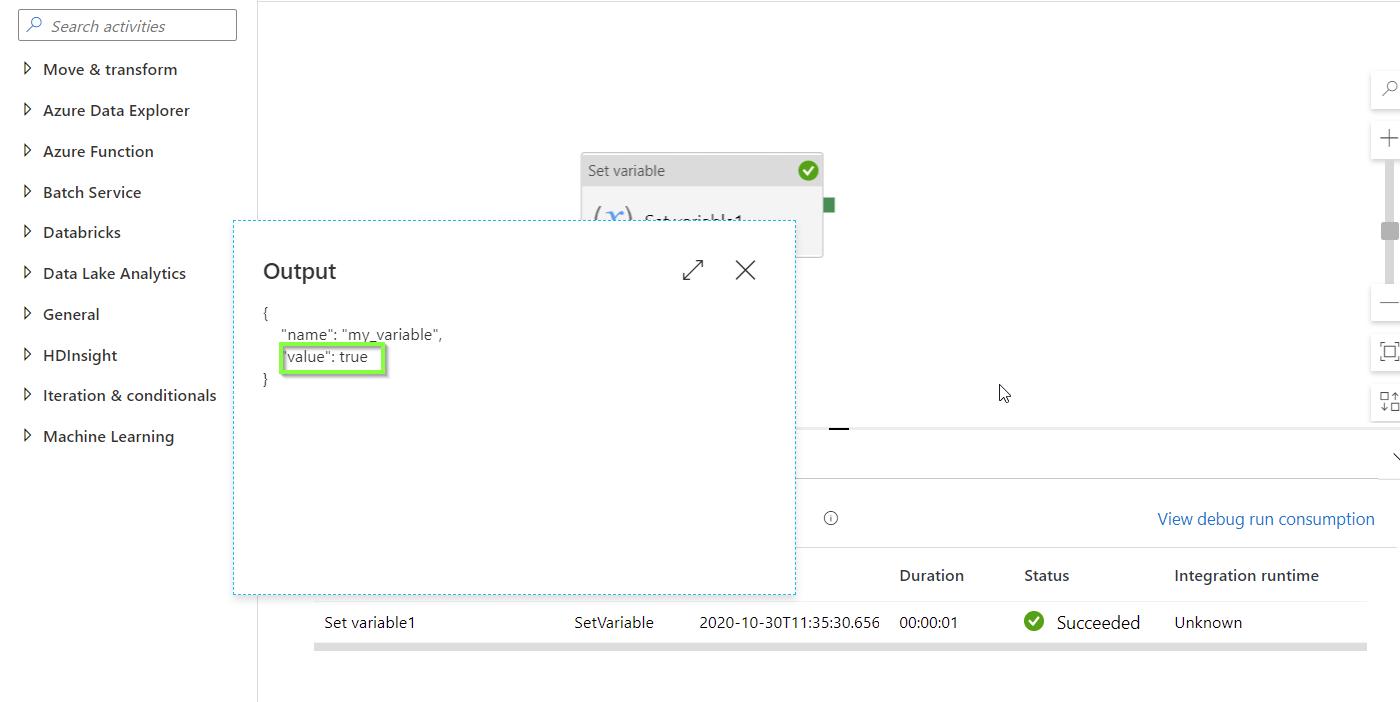 Search activities
Move & transform
Azure Data Explorer
Azure Function
Batch Service
Databricks
Data Lake Analytics
General
HDInsight
Iteration & conditionals
Machine Learning
Set variable
(x) Set variable1
Output
{
"name": "my_variable",
"value": true
}
View debug run consumption
Duration Status Integration runtime
Set variable1 SetVariable 2020-10-30T11:35:30.656 00:00:01 Succeeded Unknown